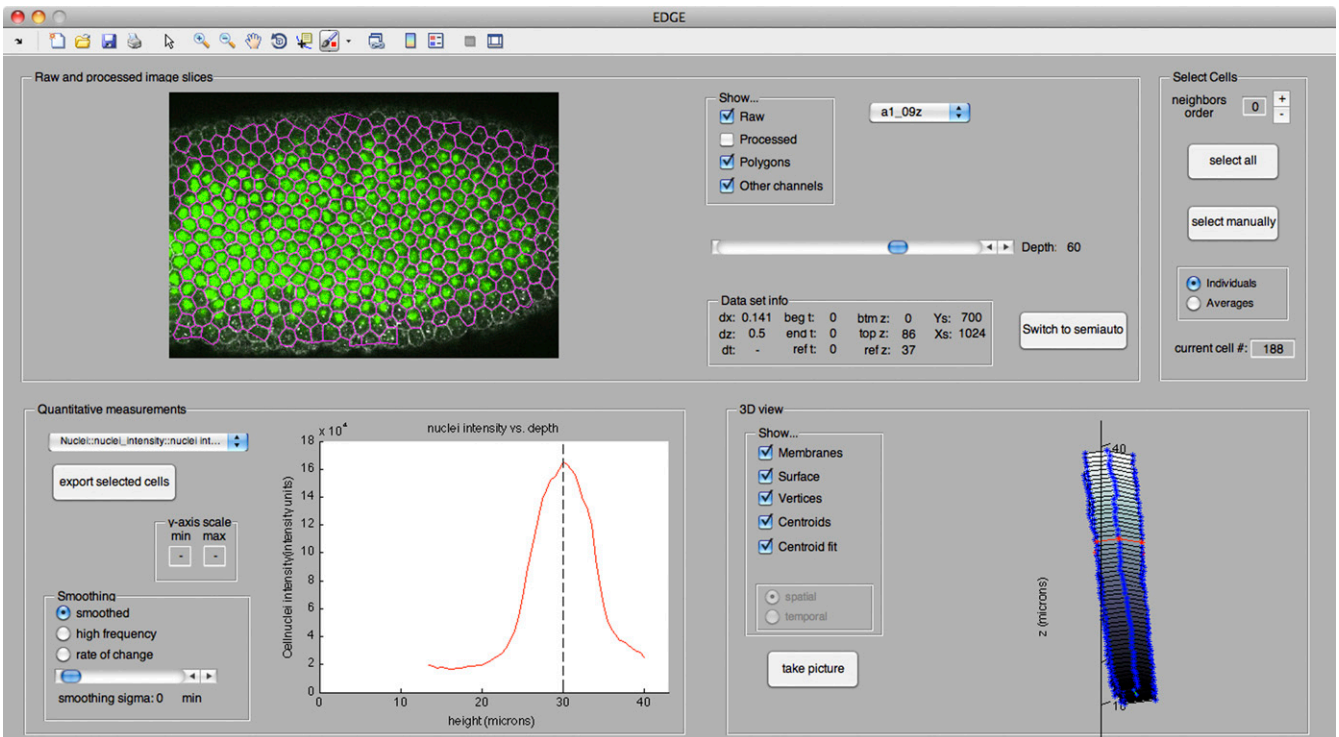 EDGE
Raw and processed image slices
Show...
Raw
Processed
Polygons
Other channels
a1_09z
Depth: 60
Data set info
dx: 0.141 beg t: 0 btm z: 0 Ys: 700
dz: 0.5 end t: 0 top z: 86 Xs: 1024
dt: - ref t: 0 ref z: 37
Switch to semiauto
Select Cells
neighbors
order
0
+
-
select all
select manually
Individuals
Averages
current cell #: 188
Quantitative measurements
Nuclei::nuclei_intensity::nuclei int...
export selected cells
y-axis scale
min max
- -
Smoothing
smoothed
high frequency
rate of change
smoothing sigma: 0 min
nuclei intensity vs. depth
x 10⁴
18
16
14
12
10
8
6
4
2
0
Cellnuclei intensity(intensity units)
0 10 20 30 40
height (microns)
3D view
Show...
Membranes
Surface
Vertices
Centroids
Centroid fit
spatial
temporal
take picture
40
z (microns)
10